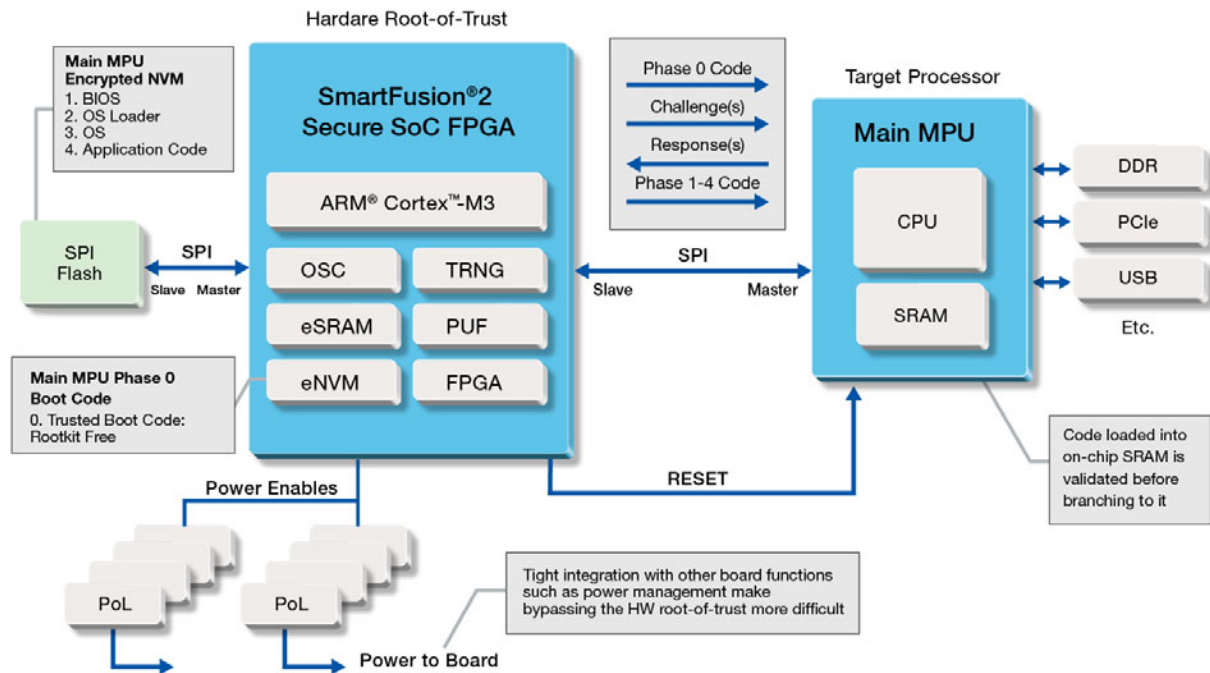 Hardare Root-of-Trust
Main MPU
Encrypted NVM
1. BIOS
2. OS Loader
3. OS
4. Application Code
SmartFusion®2
Secure SoC FPGA
ARM® Cortex™-M3
OSC
TRNG
eSRAM
PUF
eNVM
FPGA
SPI
Flash
SPI
Slave
Master
Main MPU Phase 0
Boot Code
0. Trusted Boot Code:
Rootkit Free
Phase 0 Code
Challenge(s)
Response(s)
Phase 1-4 Code
SPI
Slave
Master
Target Processor
Main MPU
CPU
SRAM
DDR
PCIe
USB
Etc.
Code loaded into
on-chip SRAM is
validated before
branching to it
RESET
Power Enables
PoL
PoL
Power to Board
Tight integration with other board functions
such as power management make
bypassing the HW root-of-trust more difficult